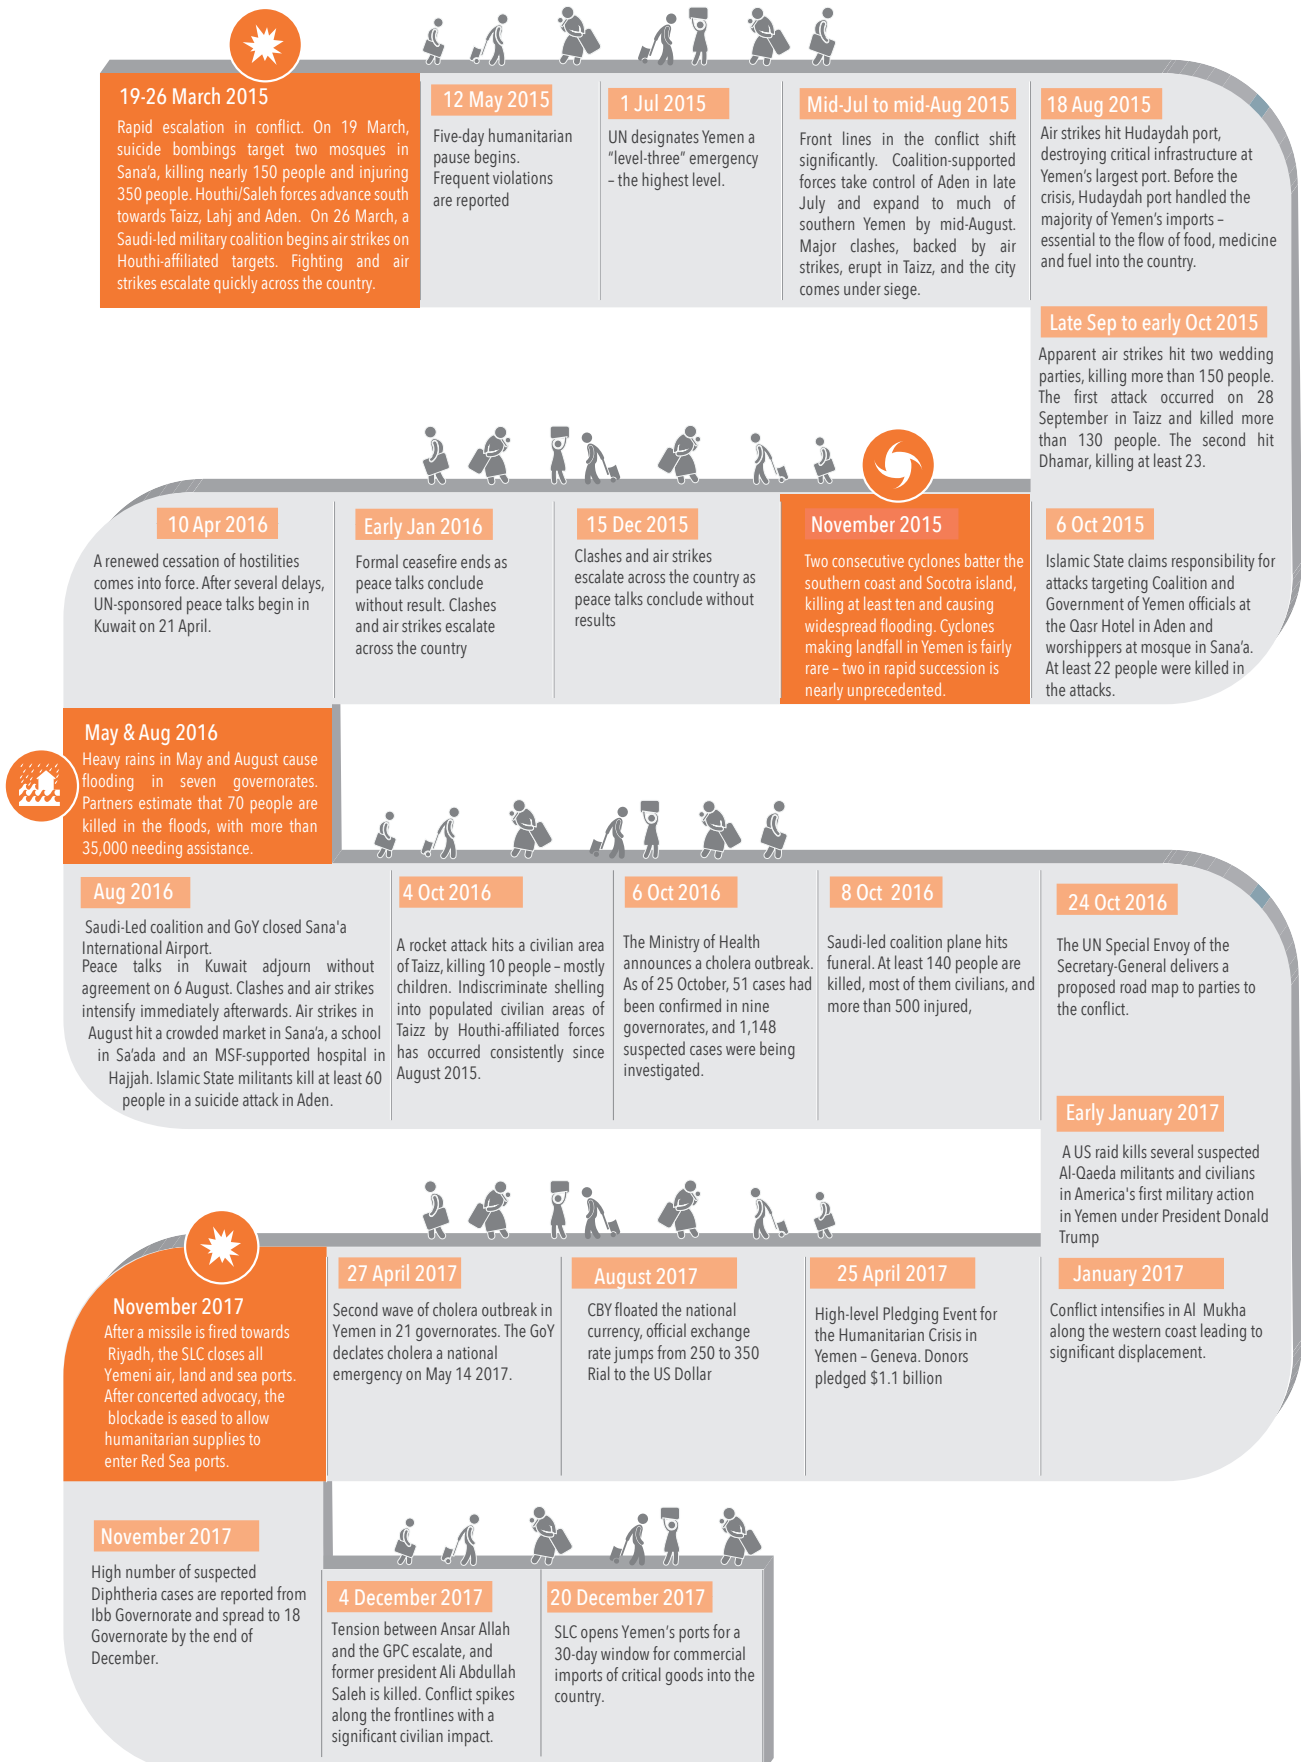 19-26 March 2015
Rapid escalation in conflict. On 19 March,
suicide bombings target two mosques in
Sana'a, killing nearly 150 people and injuring
350 people. Houthi/Saleh forces advance south
towards Taizz, Lahj and Aden. On 26 March, a
Saudi-led military coalition begins air strikes on
Houthi-affiliated targets. Fighting and air
strikes escalate quickly across the country.
12 May 2015
Five-day humanitarian
pause begins.
Frequent violations
are reported
1 Jul 2015
UN designates Yemen a
"level-three" emergency
– the highest level.
Mid-Jul to mid-Aug 2015
Front lines in the conflict shift
significantly. Coalition-supported
forces take control of Aden in late
July and expand to much of
southern Yemen by mid-August.
Major clashes, backed by air
strikes, erupt in Taizz, and the city
comes under siege.
18 Aug 2015
Air strikes hit Hudaydah port,
destroying critical infrastructure at
Yemen's largest port. Before the
crisis, Hudaydah port handled the
majority of Yemen's imports –
essential to the flow of food, medicine
and fuel into the country.
Late Sep to early Oct 2015
Apparent air strikes hit two wedding
parties, killing more than 150 people.
The first attack occurred on 28
September in Taizz and killed more
than 130 people. The second hit
Dhamar, killing at least 23.
6 Oct 2015
Islamic State claims responsibility for
attacks targeting Coalition and
Government of Yemen officials at
the Qasr Hotel in Aden and
worshippers at mosque in Sana'a.
At least 22 people were killed in
the attacks.
November 2015
Two consecutive cyclones batter the
southern coast and Socotra island,
killing at least ten and causing
widespread flooding. Cyclones
making landfall in Yemen is fairly
rare – two in rapid succession is
nearly unprecedented.
15 Dec 2015
Clashes and air strikes
escalate across the country as
peace talks conclude without
results
Early Jan 2016
Formal ceasefire ends as
peace talks conclude
without result. Clashes
and air strikes escalate
across the country
10 Apr 2016
A renewed cessation of hostilities
comes into force. After several delays,
UN-sponsored peace talks begin in
Kuwait on 21 April.
May & Aug 2016
Heavy rains in May and August cause
flooding in seven governorates.
Partners estimate that 70 people are
killed in the floods, with more than
35,000 needing assistance.
Aug 2016
Saudi-Led coalition and GoY closed Sana'a
International Airport.
Peace talks in Kuwait adjourn without
agreement on 6 August. Clashes and air strikes
intensify immediately afterwards. Air strikes in
August hit a crowded market in Sana'a, a school
in Sa'ada and an MSF-supported hospital in
Hajjah. Islamic State militants kill at least 60
people in a suicide attack in Aden.
4 Oct 2016
A rocket attack hits a civilian area
of Taizz, killing 10 people – mostly
children. Indiscriminate shelling
into populated civilian areas of
Taizz by Houthi-affiliated forces
has occurred consistently since
August 2015.
6 Oct 2016
The Ministry of Health
announces a cholera outbreak.
As of 25 October, 51 cases had
been confirmed in nine
governorates, and 1,148
suspected cases were being
investigated.
8 Oct 2016
Saudi-led coalition plane hits
funeral. At least 140 people are
killed, most of them civilians, and
more than 500 injured,
24 Oct 2016
The UN Special Envoy of the
Secretary-General delivers a
proposed road map to parties to
the conflict.
Early January 2017
A US raid kills several suspected
Al-Qaeda militants and civilians
in America's first military action
in Yemen under President Donald
Trump
January 2017
Conflict intensifies in Al Mukha
along the western coast leading to
significant displacement.
25 April 2017
High-level Pledging Event for
the Humanitarian Crisis in
Yemen – Geneva. Donors
pledged $1.1 billion
August 2017
CBY floated the national
currency, official exchange
rate jumps from 250 to 350
Rial to the US Dollar
27 April 2017
Second wave of cholera outbreak in
Yemen in 21 governorates. The GoY
declates cholera a national
emergency on May 14 2017.
November 2017
After a missile is fired towards
Riyadh, the SLC closes all
Yemeni air, land and sea ports.
After concerted advocacy, the
blockade is eased to allow
humanitarian supplies to
enter Red Sea ports.
November 2017
High number of suspected
Diphtheria cases are reported from
Ibb Governorate and spread to 18
Governorate by the end of
December.
4 December 2017
Tension between Ansar Allah
and the GPC escalate, and
former president Ali Abdullah
Saleh is killed. Conflict spikes
along the frontlines with a
significant civilian impact.
20 December 2017
SLC opens Yemen's ports for a
30-day window for commercial
imports of critical goods into the
country.